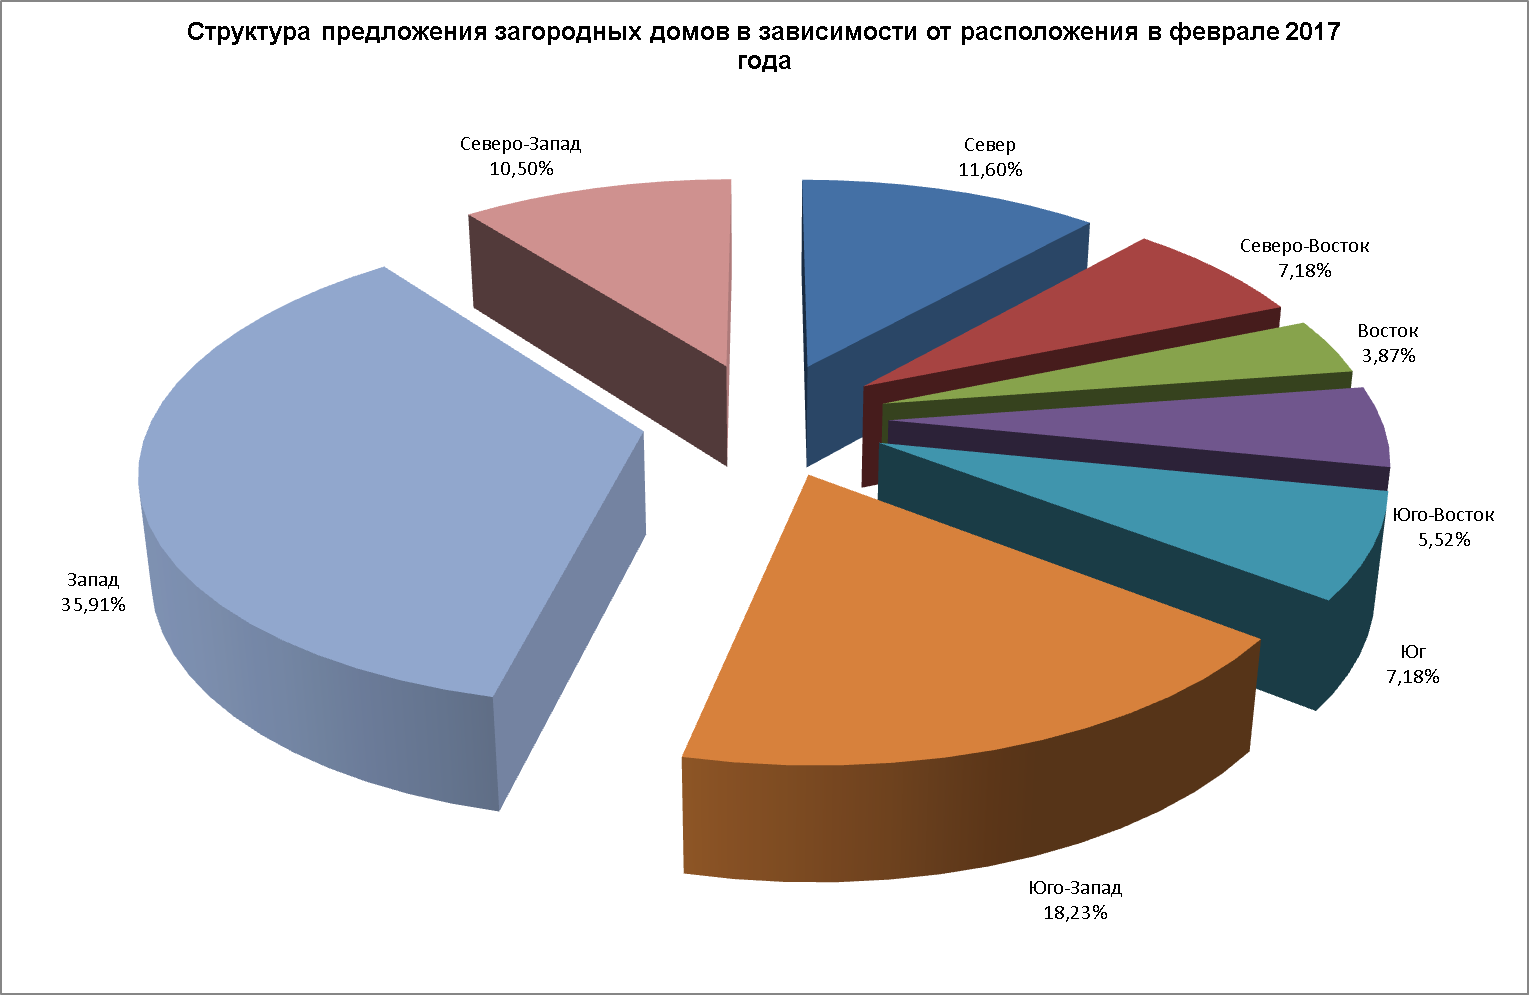 Структура предложения загородных домов в зависимости от расположения в феврале 2017
года
Северо-Запад
10,50%
Север
11,60%
Северо-Восток
7,18%
Восток
3,87%
Юго-Восток
5,52%
Запад
35,91%
Юг
7,18%
Юго-Запад
18,23%